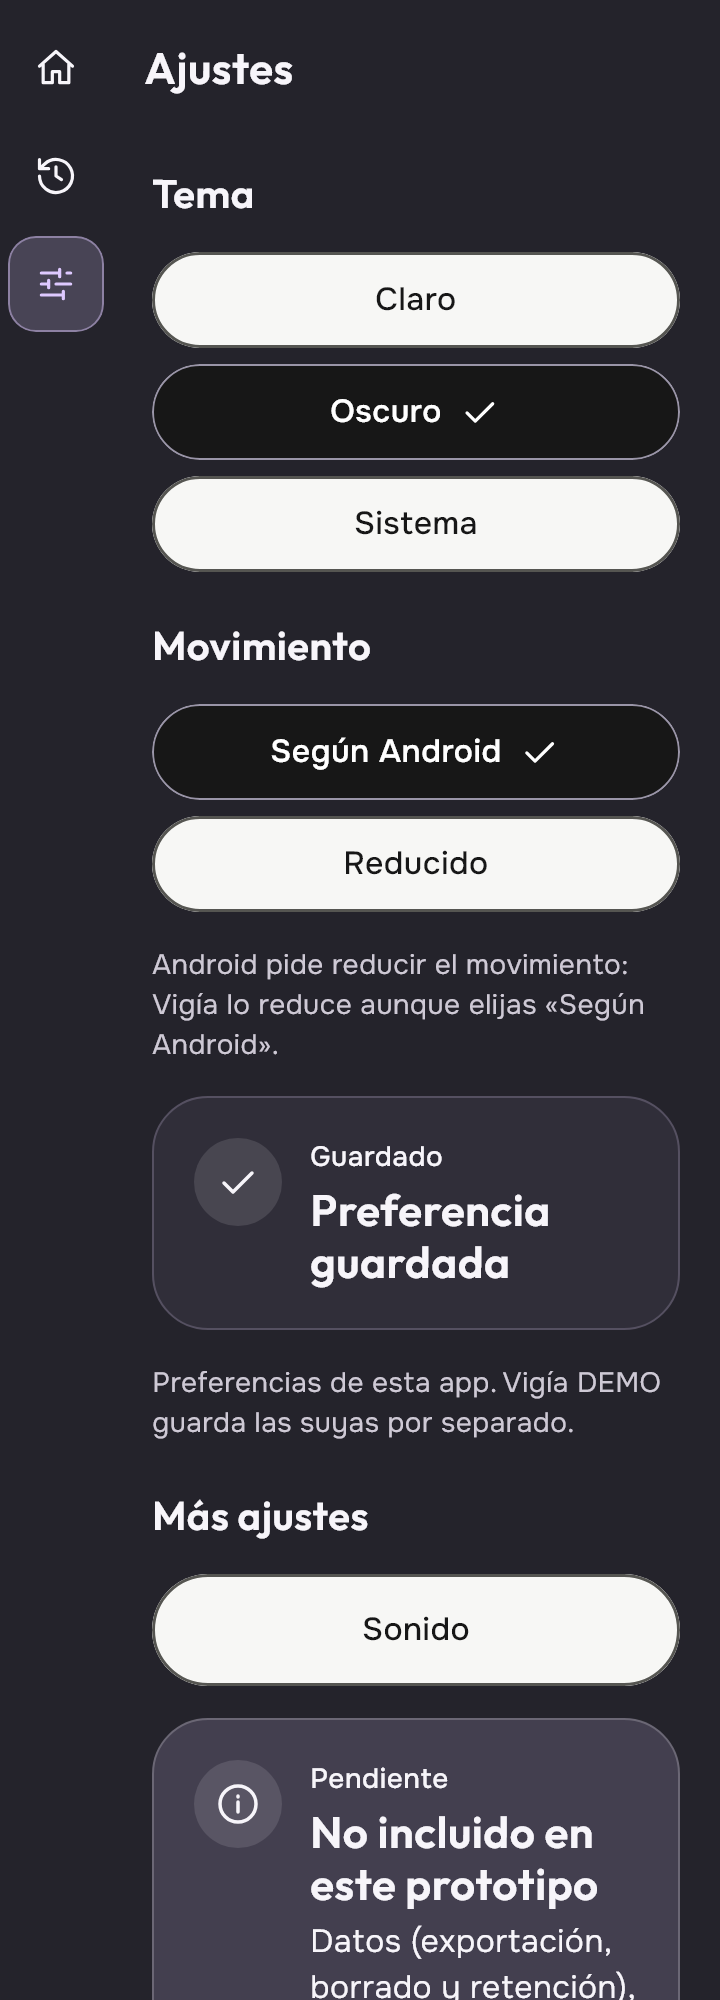 Ajustes
Tema
Claro
Oscuro
Sistema
Movimiento
Según Android
Reducido
Android pide reducir el movimiento:
Vigía lo reduce aunque elijas «Según
Android».
Guardado
Preferencia
guardada
Preferencias de esta app. Vigía DEMO
guarda las suyas por separado.
Más ajustes
Sonido
Pendiente
No incluido en
este prototipo
Datos (exportación,
borrado y retención),